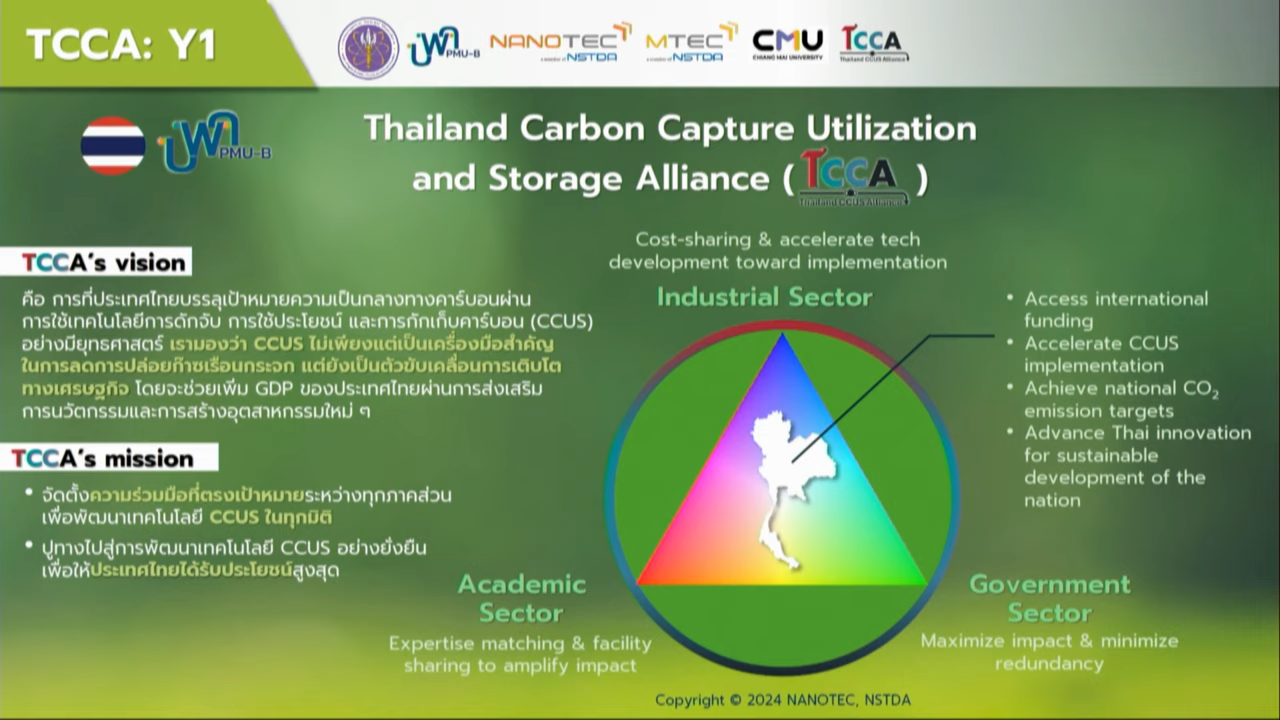 TCCA: Y1
พว PMU-B
NANOTEC
a member of NSTDA
MTEC
a member of NSTDA
CMU
CHIANG MAI UNIVERSITY
TCCA
Thailand CCUS Alliance
PMU-B
Thailand Carbon Capture Utilization
and Storage Alliance ( TCCA )
Thailand CCUS Alliance
TCCA's vision
คือ การที่ประเทศไทยบรรลุเป้าหมายความเป็นกลางทางคาร์บอนผ่าน
การใช้เทคโนโลยีการดักจับ การใช้ประโยชน์ และการกักเก็บคาร์บอน (CCUS)
อย่างมียุทธศาสตร์ เรามองว่า CCUS ไม่เพียงแต่เป็นเครื่องมือสำคัญ
ในการลดการปล่อยก๊าซเรือนกระจก แต่ยังเป็นตัวขับเคลื่อนการเติบโต
ทางเศรษฐกิจ โดยจะช่วยเพิ่ม GDP ของประเทศไทยผ่านการส่งเสริม
การนวัตกรรมและการสร้างอุตสาหกรรมใหม่ ๆ
TCCA's mission
• จัดตั้งความร่วมมือที่ตรงเป้าหมายระหว่างทุกภาคส่วน
เพื่อพัฒนาเทคโนโลยี CCUS ในทุกมิติ
• ปูทางไปสู่การพัฒนาเทคโนโลยี CCUS อย่างยั่งยืน
เพื่อให้ประเทศไทยได้รับประโยชน์สูงสุด
Cost-sharing & accelerate tech
development toward implementation
Industrial Sector
• Access international
funding
• Accelerate CCUS
implementation
• Achieve national CO₂
emission targets
• Advance Thai innovation
for sustainable
development of the
nation
Academic
Sector
Expertise matching & facility
sharing to amplify impact
Government
Sector
Maximize impact & minimize
redundancy
Copyright © 2024 NANOTEC, NSTDA